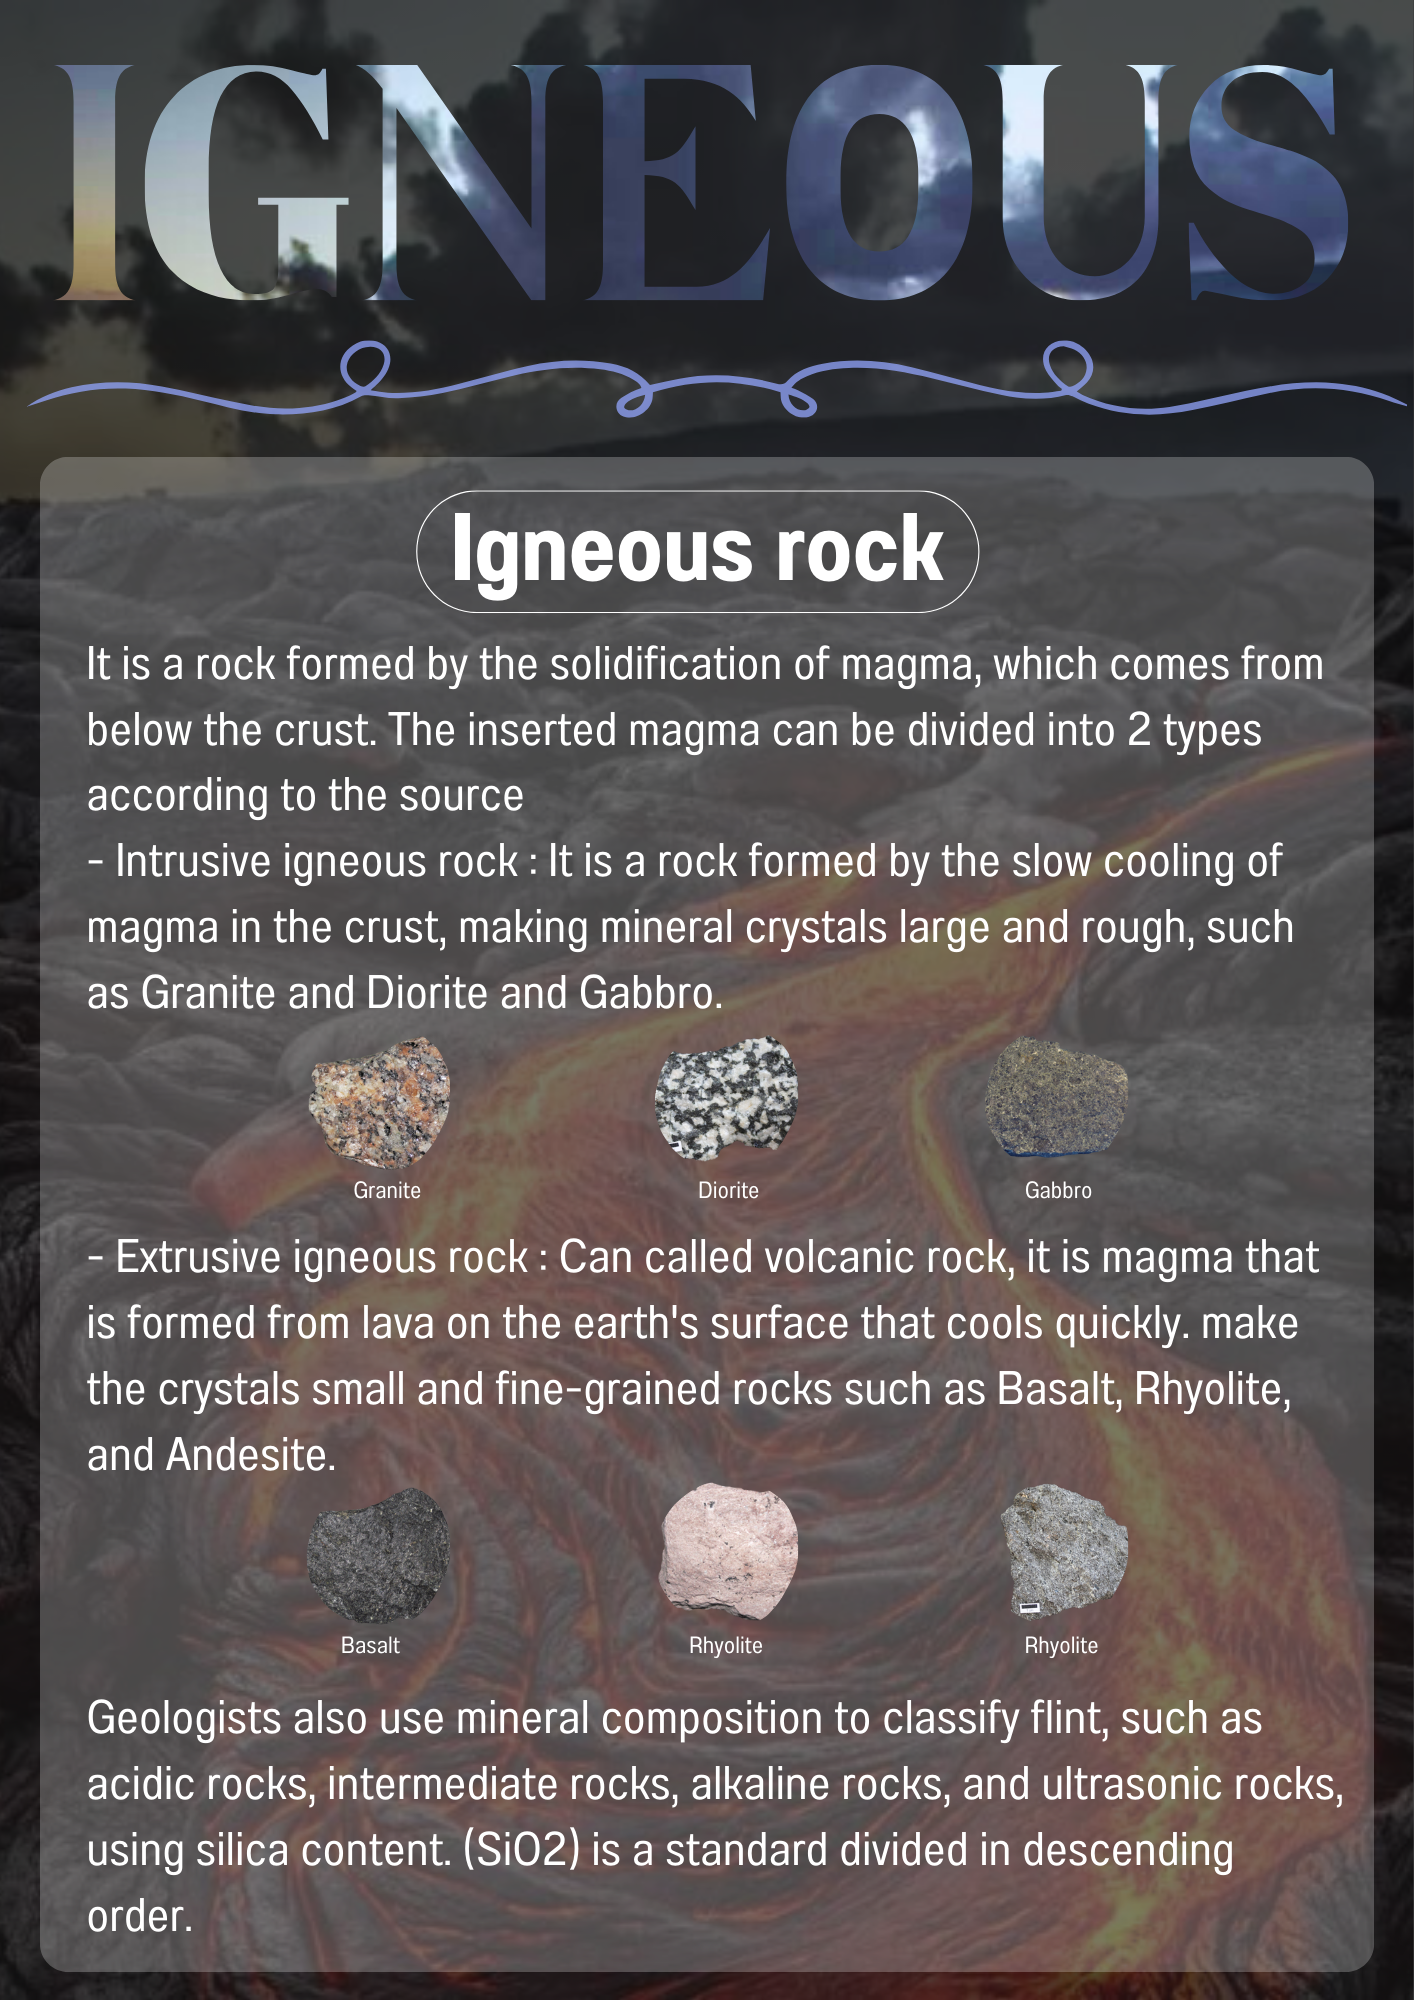 IGNEOUS
Igneous rock
It is a rock formed by the solidification of magma, which comes from
below the crust. The inserted magma can be divided into 2 types
according to the source
- Intrusive igneous rock : It is a rock formed by the slow cooling of
magma in the crust, making mineral crystals large and rough, such
as Granite and Diorite and Gabbro.
Granite
Diorite
Gabbro
- Extrusive igneous rock : Can called volcanic rock, it is magma that
is formed from lava on the earth's surface that cools quickly. make
the crystals small and fine-grained rocks such as Basalt, Rhyolite,
and Andesite.
Basalt
Rhyolite
Rhyolite
Geologists also use mineral composition to classify flint, such as
acidic rocks, intermediate rocks, alkaline rocks, and ultrasonic rocks,
using silica content. (SiO2) is a standard divided in descending
order.